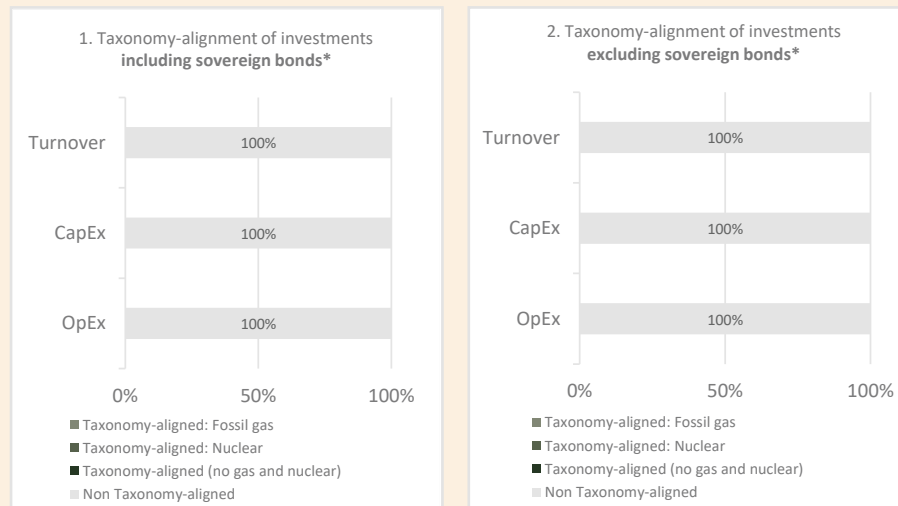 1. Taxonomy-alignment of investments
including sovereign bonds*
Turnover
100%
CapEx
100%
OpEx
100%
0%
50%
100%
Taxonomy-aligned: Fossil gas
Taxonomy-aligned: Nuclear
Taxonomy-aligned (no gas and nuclear)
Non Taxonomy-aligned
2. Taxonomy-alignment of investments
excluding sovereign bonds*
Turnover
100%
CapEx
100%
OpEx
100%
0%
50%
100%
Taxonomy-aligned: Fossil gas
Taxonomy-aligned: Nuclear
Taxonomy-aligned (no gas and nuclear)
Non Taxonomy-aligned